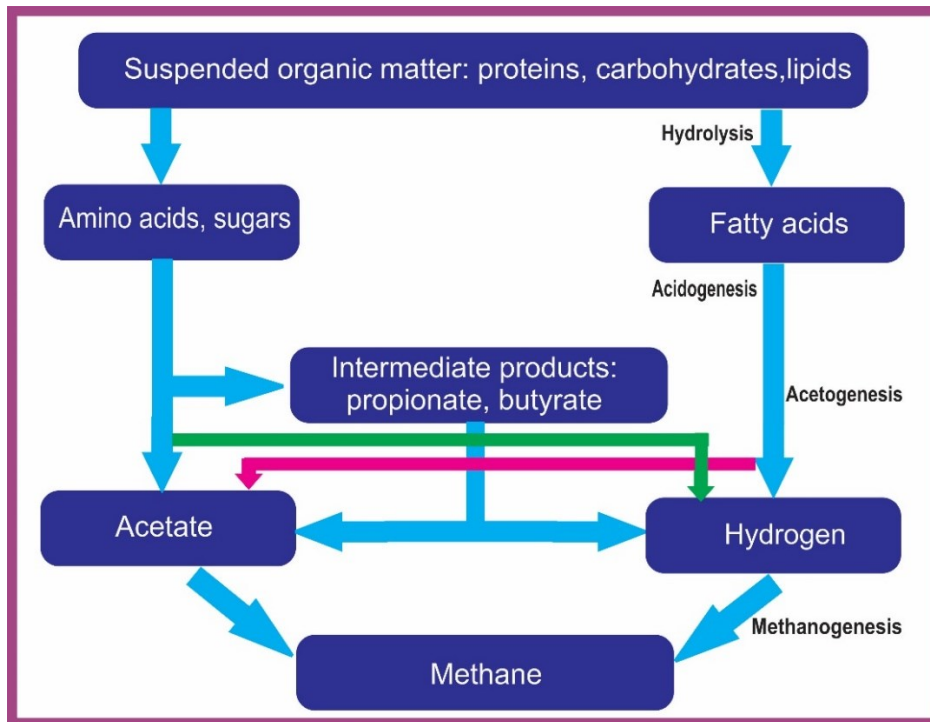 Suspended organic matter: proteins, carbohydrates,lipids
Hydrolysis
Amino acids, sugars
Fatty acids
Acidogenesis
Intermediate products:
propionate, butyrate
Acetogenesis
Acetate
Hydrogen
Methanogenesis
Methane